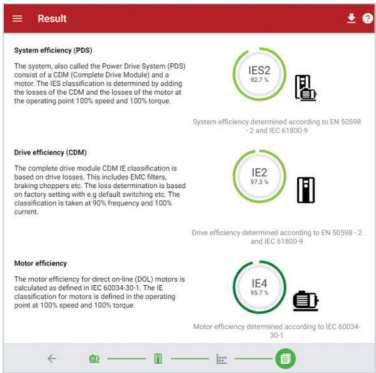 Result
System efficiency (PDS)
The system, also called the Power Drive System (PDS)
consist of a CDM (Complete Drive Module) and a
motor. The IES classification is determined by adding
the losses of the CDM and the losses of the motor at
the operating point 100% speed and 100% torque.
IES2
92.7 %
System efficiency determined according to EN 50598
- 2 and IEC 61800-9
Drive efficiency (CDM)
The complete drive module CDM IE classification is
based on drive losses. This includes EMC filters,
braking choppers etc. The loss determination is based
on factory setting with e.g default switching etc. The
classification is taken at 90% frequency and 100%
current.
IE2
97.3 %
Drive efficiency determined according to EN 50598 - 2
and IEC 61800-9
Motor efficiency
The motor efficiency for direct on-line (DOL) motors is
calculated as defined in IEC 60034-30-1. The IE
classification for motors is defined in the operating
point at 100% speed and 100% torque.
IE4
95.7 %
Motor efficiency determined according to IEC 60034-
30-1